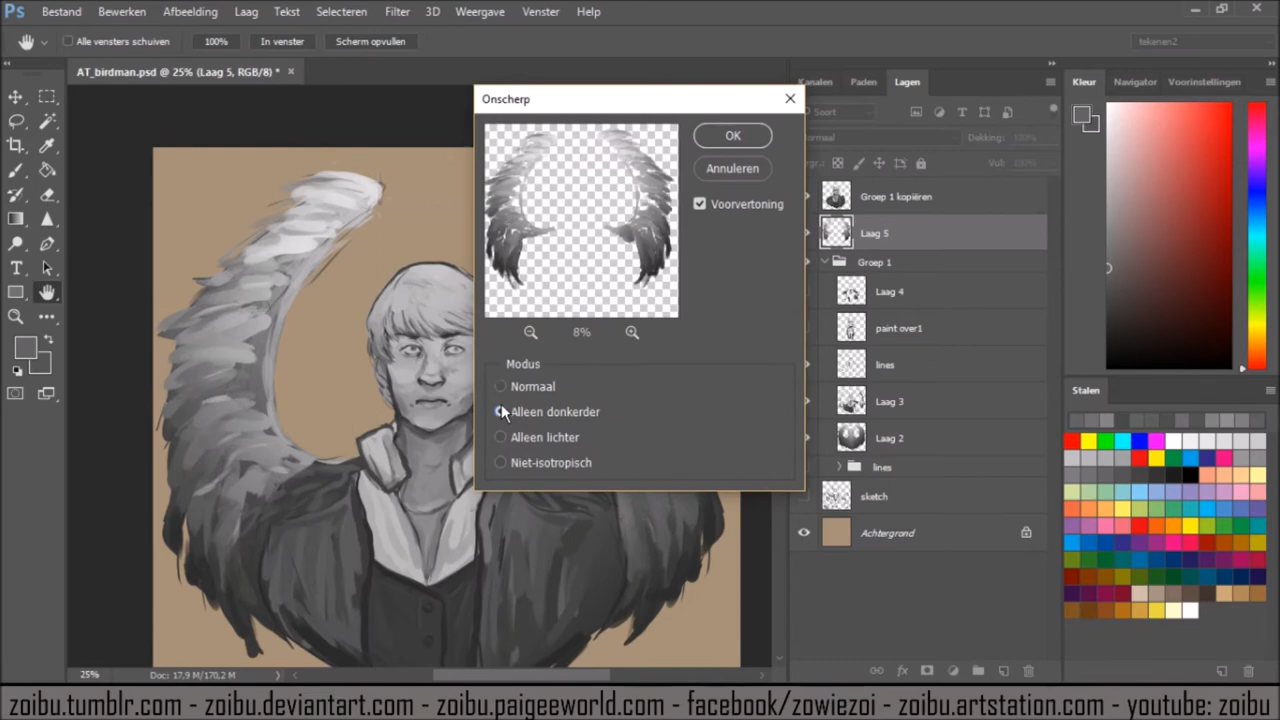 Ps Bestand Bewerken Afbeelding Laag Tekst Selecteren Filter 3D Weergave Venster Help
Alle vensters schuiven 100% In venster Scherm opvullen tekenen2
AT_birdman.psd @ 25% (Laag 5, RGB/8) *
Kanalen Paden Lagen
Soort
Dekking: 100%
Vul:
Groep 1 kopiëren
Laag 5
Groep 1
Laag 4
paint over1
lines
Laag 3
Laag 2
lines
sketch
Achtergrond
Kleur Navigator Voorinstellingen
Stalen
Onscherp
OK
Annuleren
Voorvertoning
8%
Modus
Normaal
Alleen donkerder
Alleen lichter
Niet-isotropisch
25% Doc: 17,9 M/170,2 M
zoibu.tumblr.com - zoibu.deviantart.com - zoibu.paigeeworld.com - facebook/zowiezoi - zoibu.artstation.com - youtube: zoibu